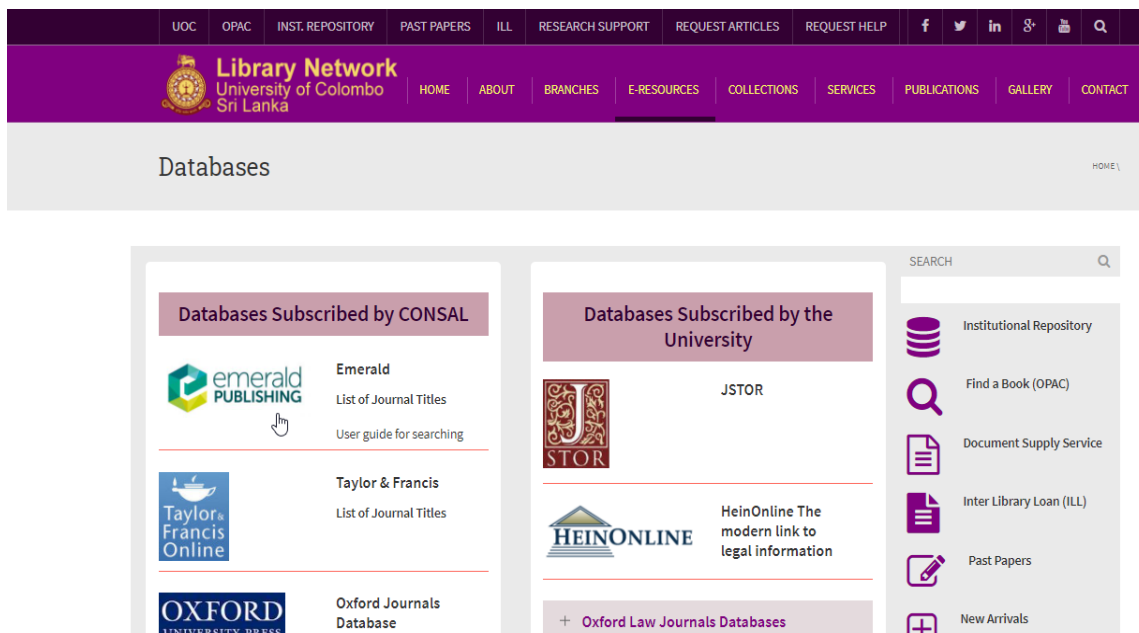 UOC OPAC INST. REPOSITORY PAST PAPERS ILL RESEARCH SUPPORT REQUEST ARTICLES REQUEST HELP
Library Network
University of Colombo
Sri Lanka
HOME ABOUT BRANCHES E-RESOURCES COLLECTIONS SERVICES PUBLICATIONS GALLERY CONTACT
Databases
HOME \
Databases Subscribed by CONSAL
emerald
PUBLISHING
Emerald
List of Journal Titles
User guide for searching
Taylor &
Francis
Online
Taylor & Francis
List of Journal Titles
OXFORD
UNIVERSITY PRESS
Oxford Journals
Database
Databases Subscribed by the
University
JSTOR
JSTOR
HEINONLINE
HeinOnline The
modern link to
legal information
+ Oxford Law Journals Databases
SEARCH
Institutional Repository
Find a Book (OPAC)
Document Supply Service
Inter Library Loan (ILL)
Past Papers
New Arrivals